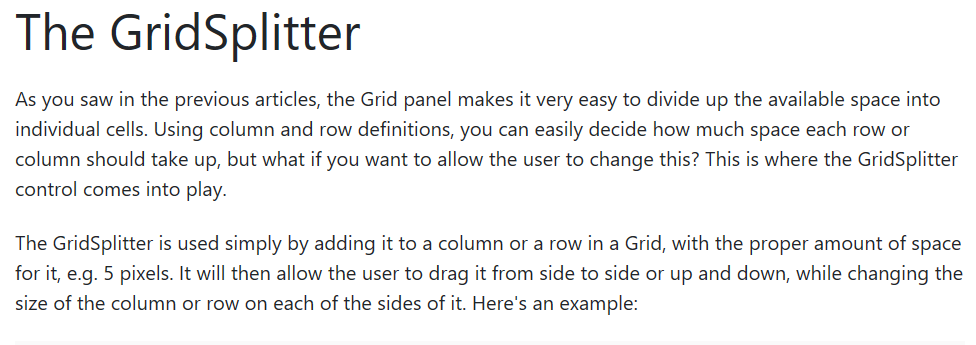 The GridSplitter
As you saw in the previous articles, the Grid panel makes it very easy to divide up the available space into
individual cells. Using column and row definitions, you can easily decide how much space each row or
column should take up, but what if you want to allow the user to change this? This is where the GridSplitter
control comes into play.
The GridSplitter is used simply by adding it to a column or a row in a Grid, with the proper amount of space
for it, e.g. 5 pixels. It will then allow the user to drag it from side to side or up and down, while changing the
size of the column or row on each of the sides of it. Here's an example: